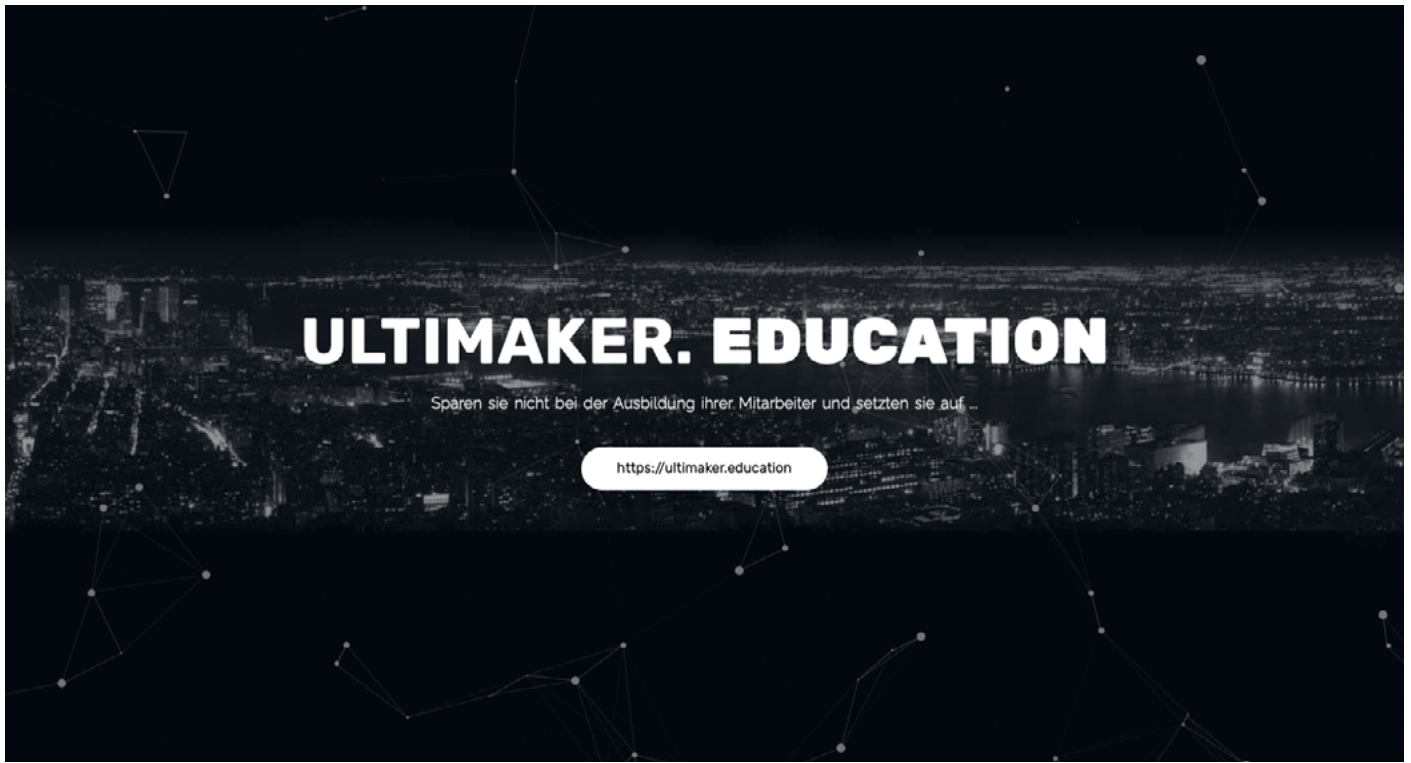 ULTIMAKER. EDUCATION
Sparen sie nicht bei der Ausbildung ihrer Mitarbeiter und setzten sie auf ...
https://ultimaker.education